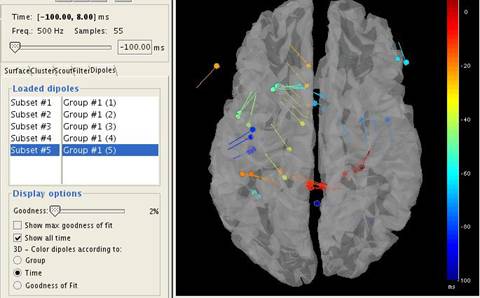 Time: [-100.00, 8.00] ms
Freq.: 500 Hz Samples: 55
-100.00 ms
Surface Cluster Scout Filter Dipoles
Loaded dipoles
Subset #1 Group #1 (1)
Subset #2 Group #1 (2)
Subset #3 Group #1 (3)
Subset #4 Group #1 (4)
Subset #5 Group #1 (5)
Display options
Goodness: 2%
Show max goodness of fit
Show all time
3D - Color dipoles according to:
Group
Time
Goodness of Fit
0
-20
-40
-60
-80
-100
ms